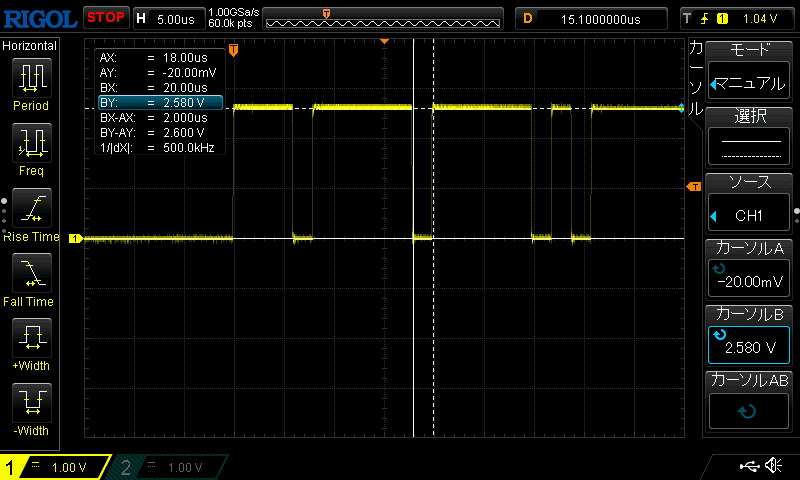 RIGOL STOP H 5.00us 1.00GSa/s 60.0k pts D 15.1000000us T 1 1.04 V
Horizontal
Period
Freq
Rise Time
Fall Time
+Width
-Width
T
AX: = 18.00us
AY: = -20.00mV
BX: = 20.00us
BY: = 2.580 V
BX-AX: = 2.000us
BY-AY: = 2.600 V
1/|dX|: = 500.0kHz
1
T
カーソル
モード
マニュアル
選択
ソース
CH1
カーソルA
-20.00mV
カーソルB
2.580 V
カーソルAB
1 1.00 V 2 1.00 V